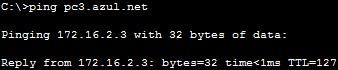 C:\>ping pc3.azul.net
Pinging 172.16.2.3 with 32 bytes of data:
Reply from 172.16.2.3: bytes=32 time<1ms TTL=127